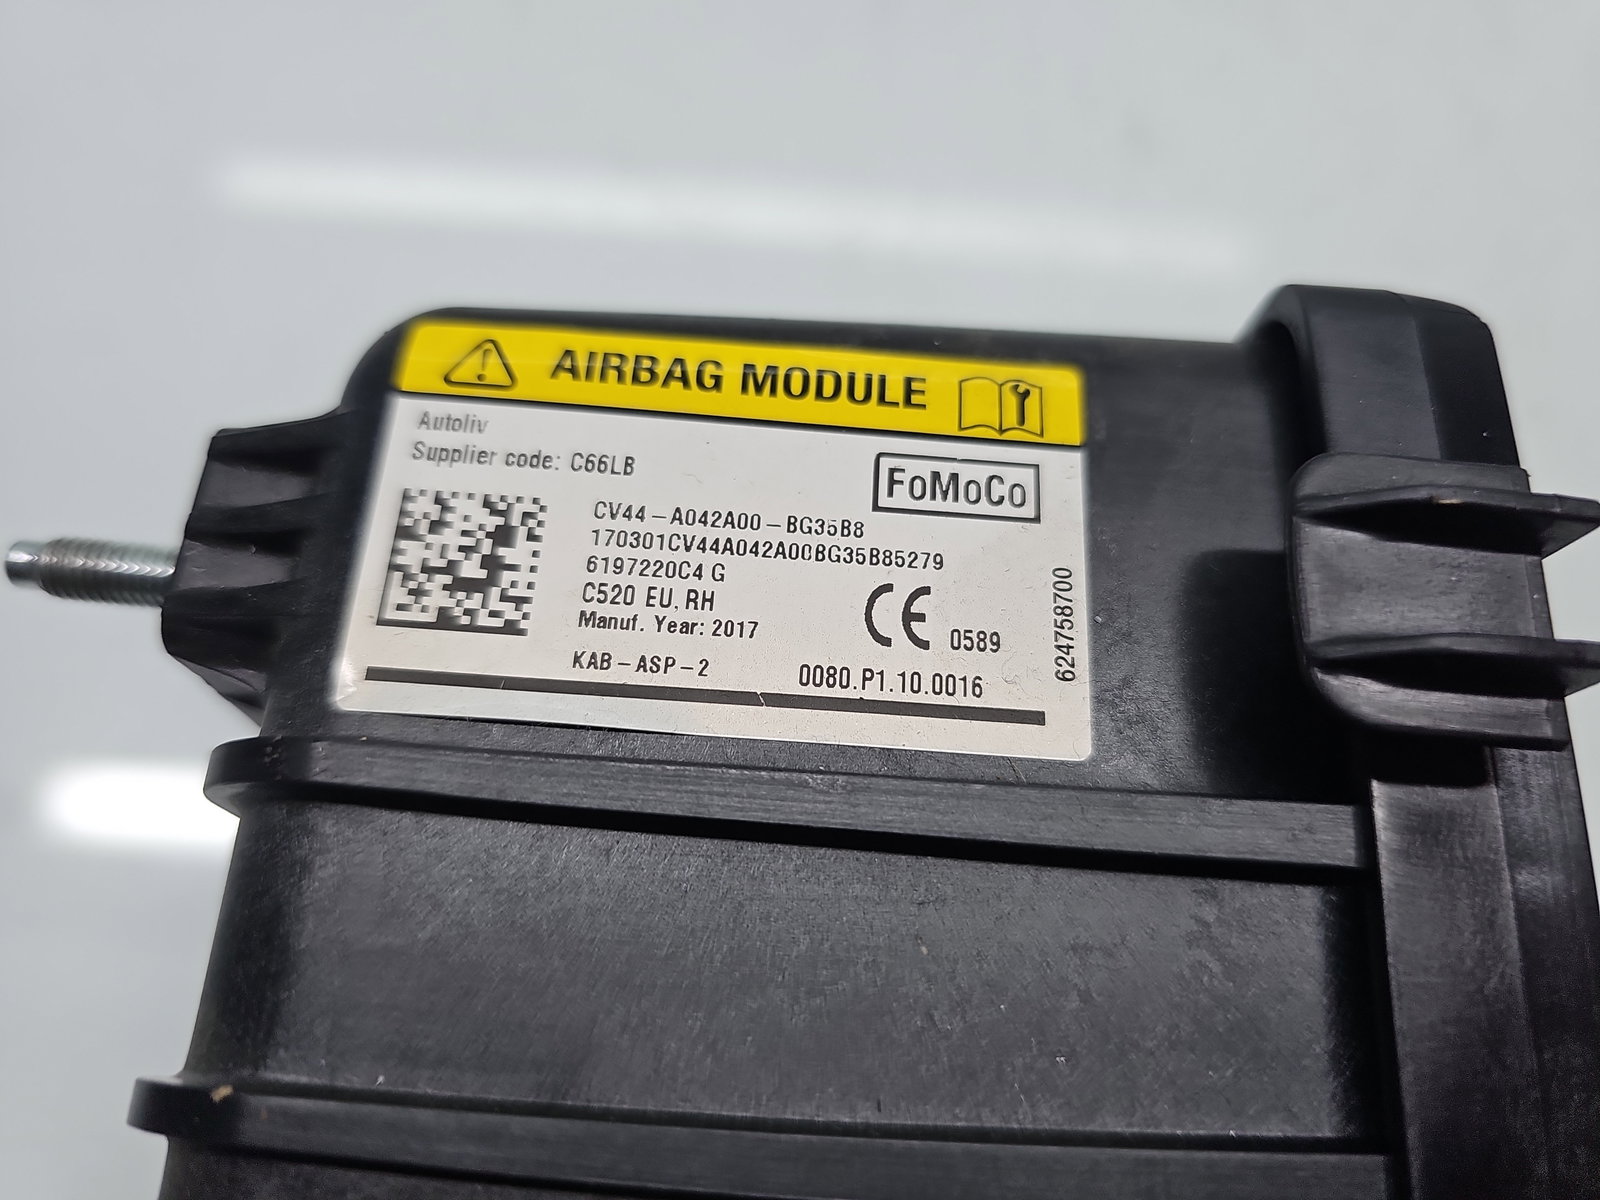 AIRBAG MODULE
Autoliv
Supplier code: C66LB
FoMoCo
CV44-A042A00-BG35B8
170301CV44A042A00BG35B85279
6197220C4 G
C520 EU, RH
Manuf. Year: 2017
CE 0589
KAB-ASP-2
0080.P1.10.0016
624758700